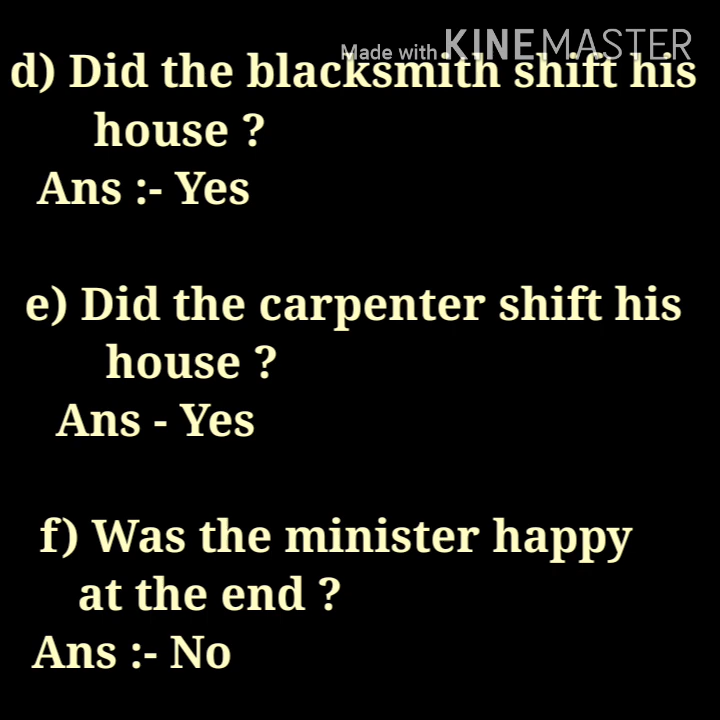 Made with KINEMASTER
d) Did the blacksmith shift his
house ?
Ans :- Yes
e) Did the carpenter shift his
house ?
Ans - Yes
f) Was the minister happy
at the end ?
Ans :- No